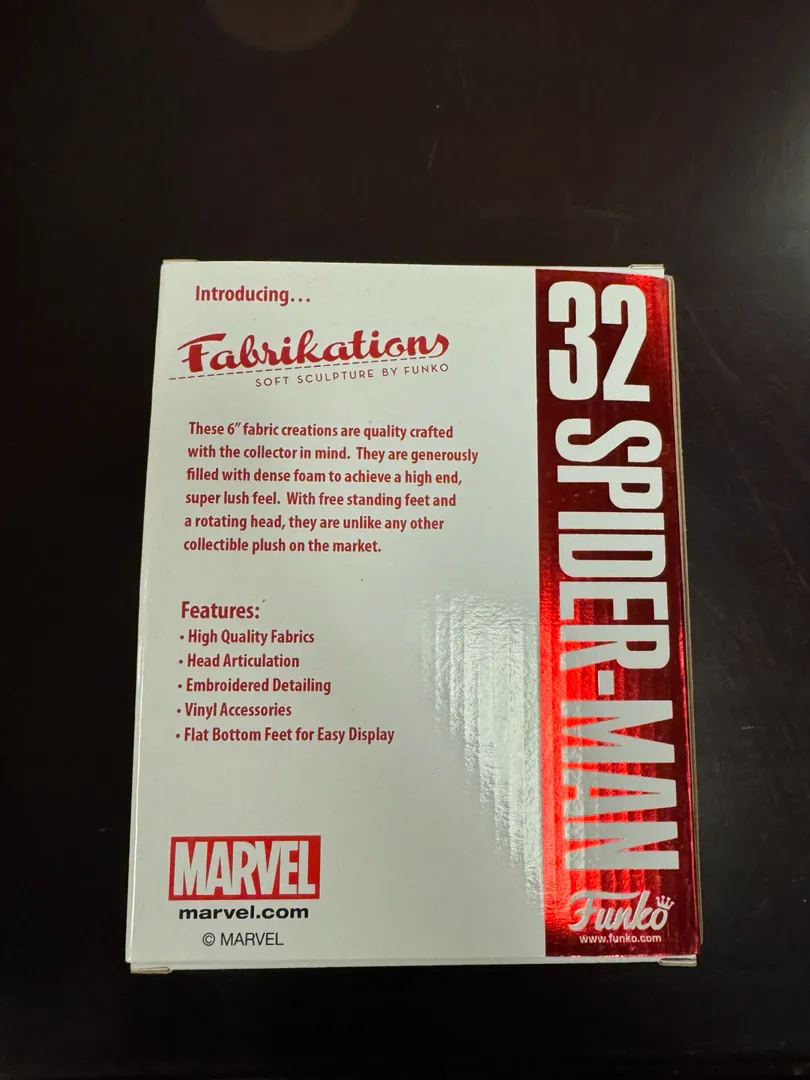 Introducing...
Fabrikations
SOFT SCULPTURE BY FUNKO
These 6" fabric creations are quality crafted
with the collector in mind. They are generously
filled with dense foam to achieve a high end,
super lush feel. With free standing feet and
a rotating head, they are unlike any other
collectible plush on the market.
Features:
• High Quality Fabrics
• Head Articulation
• Embroidered Detailing
• Vinyl Accessories
• Flat Bottom Feet for Easy Display
MARVEL
marvel.com
© MARVEL
32 SPIDER-MAN
Funko
www.funko.com